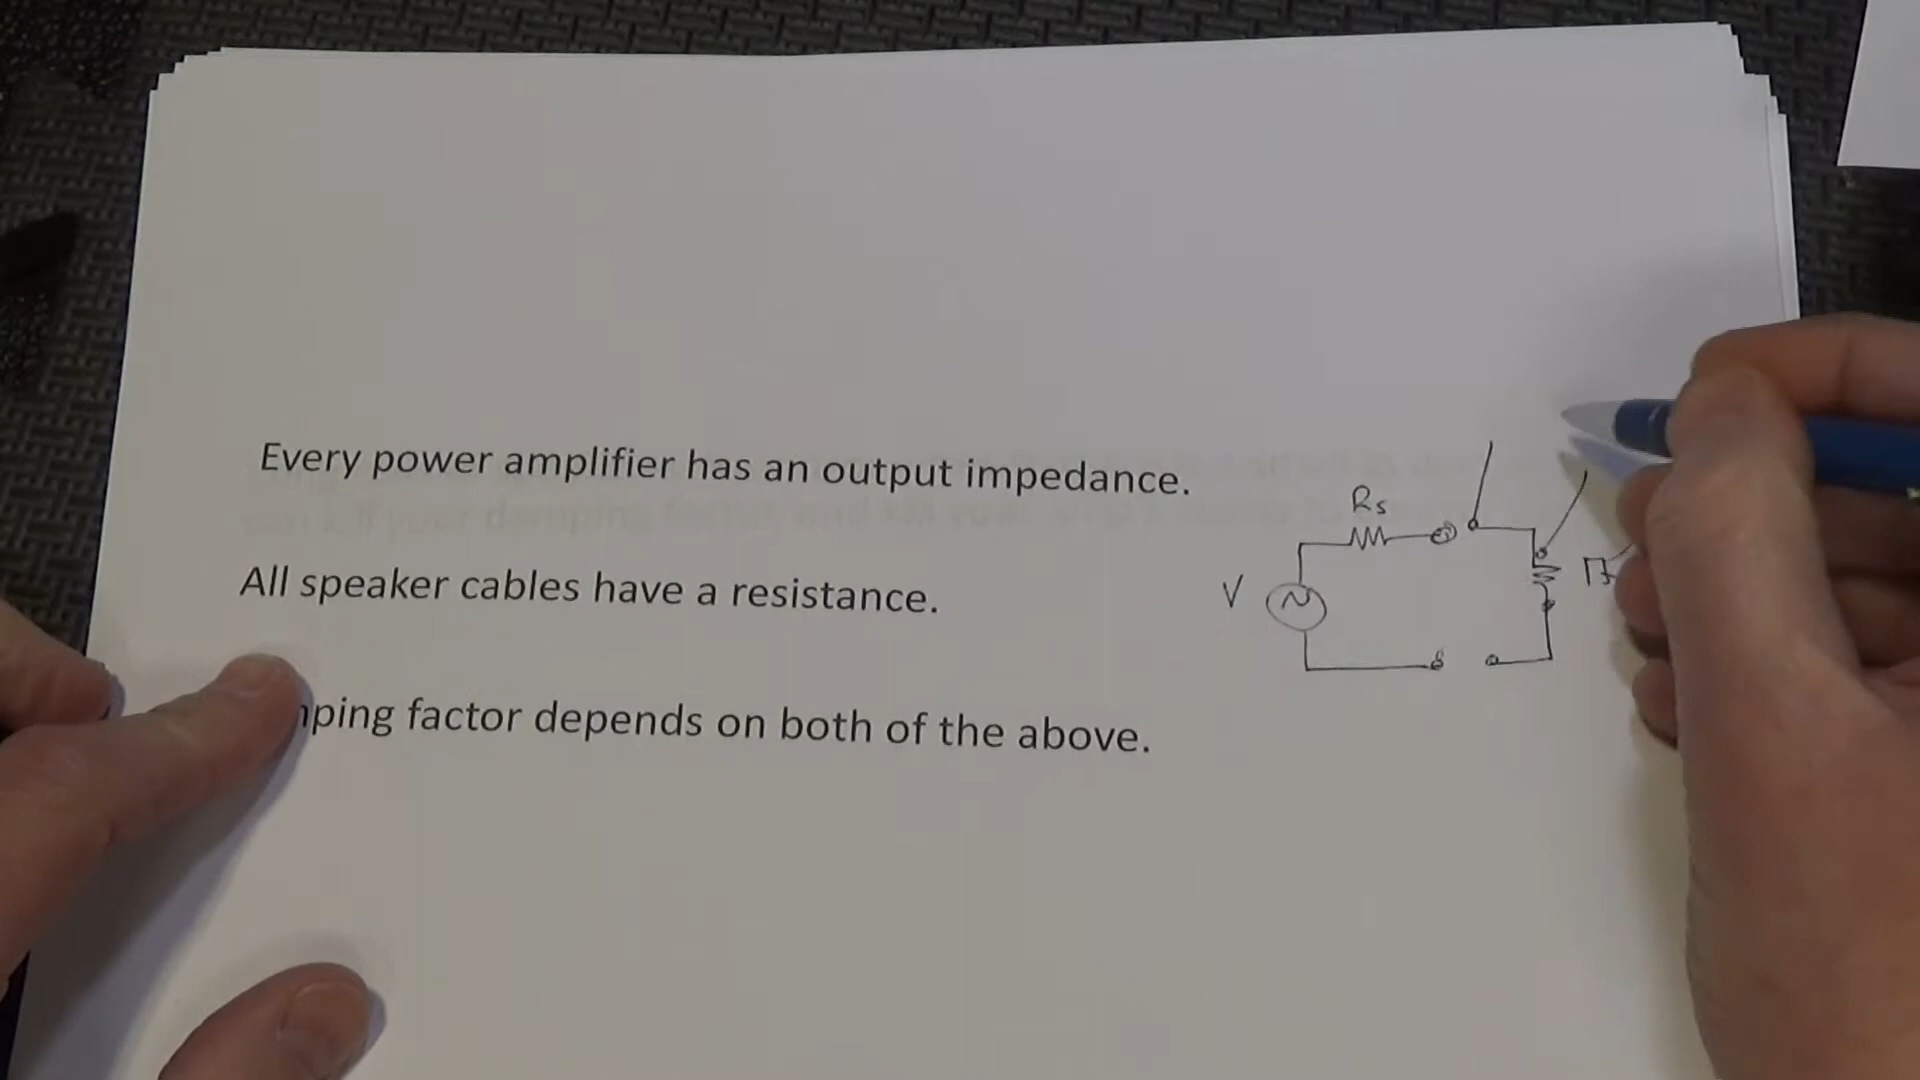 Every power amplifier has an output impedance.
Rs
All speaker cables have a resistance.
V
factor depends on both of the above.